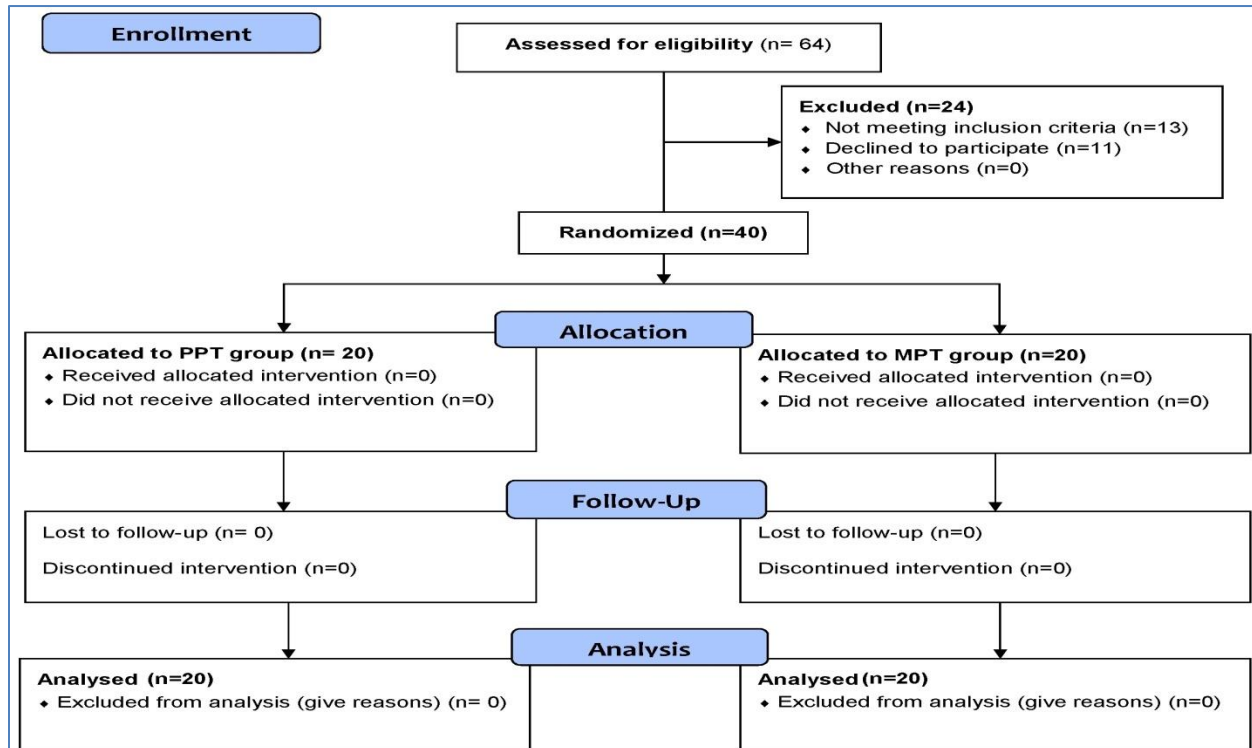 Enrollment
Assessed for eligibility (n= 64)
Excluded (n=24)
◆ Not meeting inclusion criteria (n=13)
◆ Declined to participate (n=11)
◆ Other reasons (n=0)
Randomized (n=40)
Allocation
Allocated to PPT group (n= 20)
◆ Received allocated intervention (n=0)
◆ Did not receive allocated intervention (n=0)
Allocated to MPT group (n=20)
◆ Received allocated intervention (n=0)
◆ Did not receive allocated intervention (n=0)
Follow-Up
Lost to follow-up (n= 0)
Discontinued intervention (n=0)
Lost to follow-up (n=0)
Discontinued intervention (n=0)
Analysis
Analysed (n=20)
◆ Excluded from analysis (give reasons) (n= 0)
Analysed (n=20)
◆ Excluded from analysis (give reasons) (n=0)